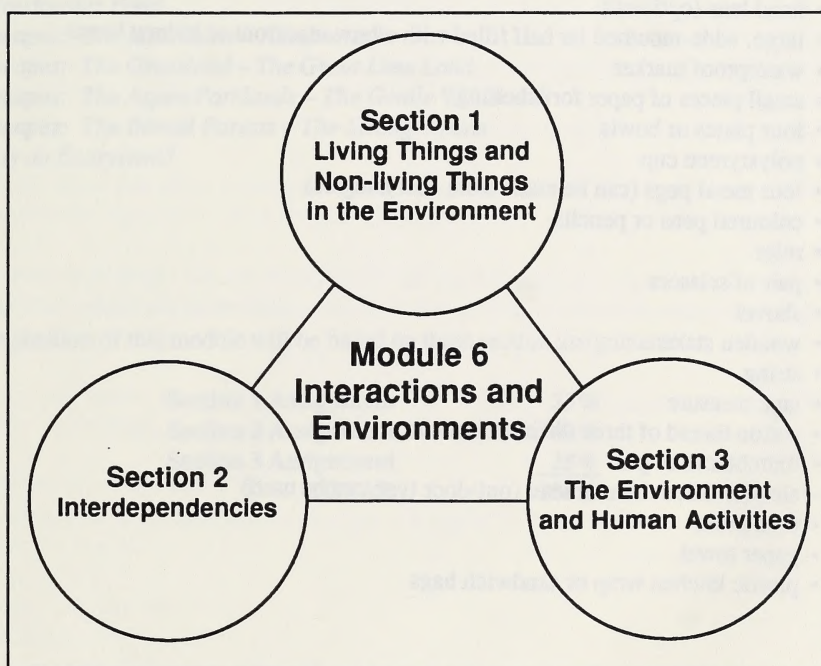 Section 1
Living Things and
Non-living Things
in the Environment
Module 6
Interactions and
Environments
Section 2
Interdependencies
Section 3
The Environment
and Human Activities